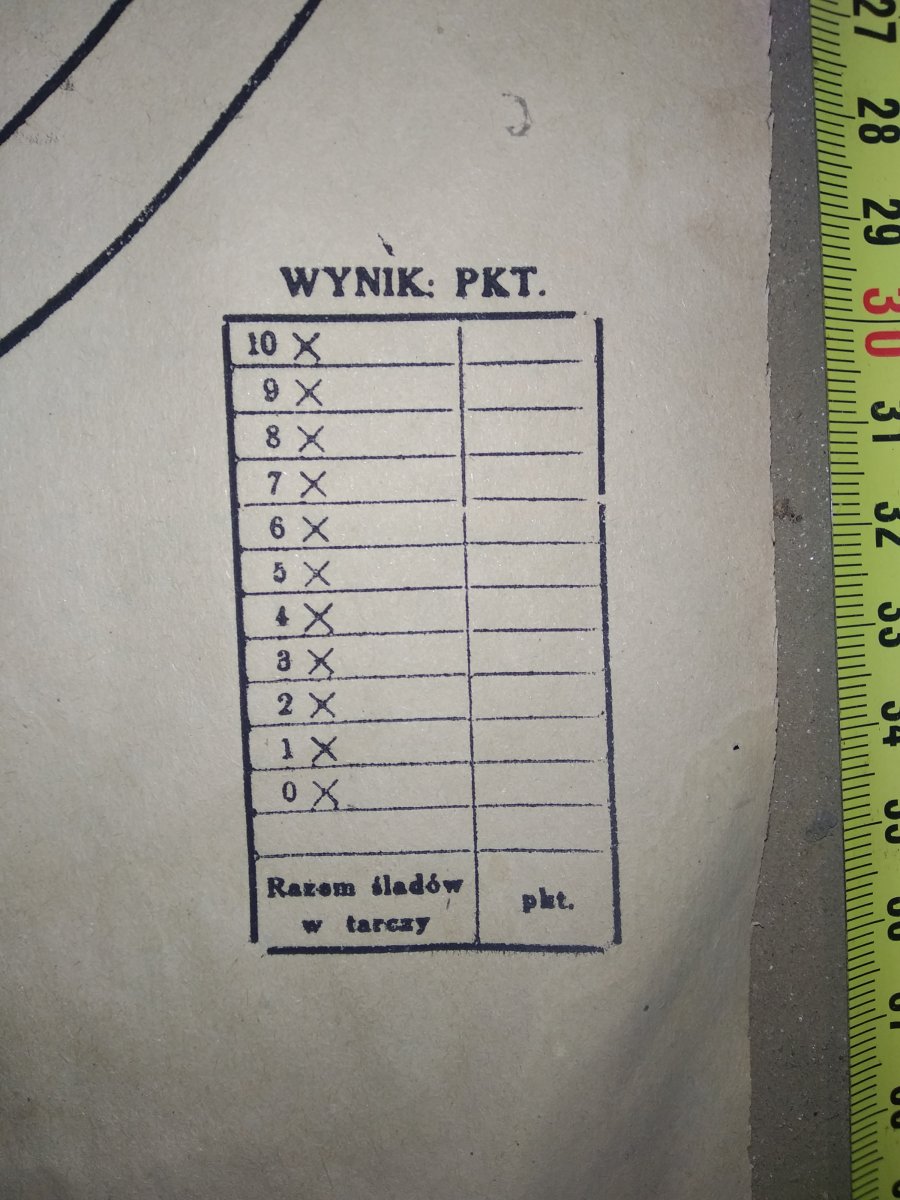 WYNIK: PKT.
10 X
9 X
8 X
7 X
6 X
5 X
4 X
3 X
2 X
1 X
0 X
Razem śladów
w tarczy
pkt.
27
28
29
30
31
32
33
34
35